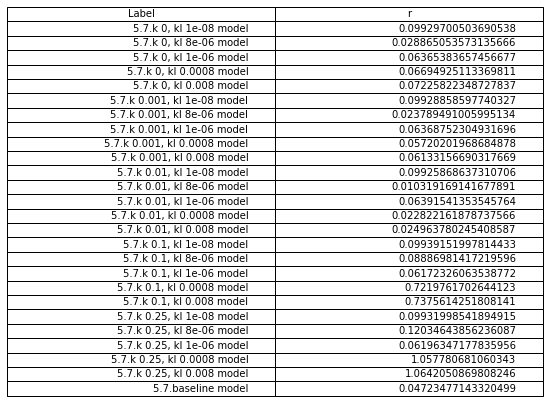 Label r
5.7.k 0, kl 1e-08 model 0.09929700503690538
5.7.k 0, kl 8e-06 model 0.028865053573135666
5.7.k 0, kl 1e-06 model 0.06365383657456677
5.7.k 0, kl 0.0008 model 0.06694925113369811
5.7.k 0, kl 0.008 model 0.07225822348727837
5.7.k 0.001, kl 1e-08 model 0.09928858597740327
5.7.k 0.001, kl 8e-06 model 0.023789491005995134
5.7.k 0.001, kl 1e-06 model 0.06368752304931696
5.7.k 0.001, kl 0.0008 model 0.05720201968684878
5.7.k 0.001, kl 0.008 model 0.06133156690317669
5.7.k 0.01, kl 1e-08 model 0.09925868637310706
5.7.k 0.01, kl 8e-06 model 0.010319169141677891
5.7.k 0.01, kl 1e-06 model 0.06391541353545764
5.7.k 0.01, kl 0.0008 model 0.022822161878737566
5.7.k 0.01, kl 0.008 model 0.024963780245408587
5.7.k 0.1, kl 1e-08 model 0.09939151997814433
5.7.k 0.1, kl 8e-06 model 0.08886981417219596
5.7.k 0.1, kl 1e-06 model 0.06172326063538772
5.7.k 0.1, kl 0.0008 model 0.7219761702644123
5.7.k 0.1, kl 0.008 model 0.7375614251808141
5.7.k 0.25, kl 1e-08 model 0.09931998541894915
5.7.k 0.25, kl 8e-06 model 0.12034643856236087
5.7.k 0.25, kl 1e-06 model 0.06196347177835956
5.7.k 0.25, kl 0.0008 model 1.057780681060343
5.7.k 0.25, kl 0.008 model 1.0642050869808246
5.7.baseline model 0.04723477143320499